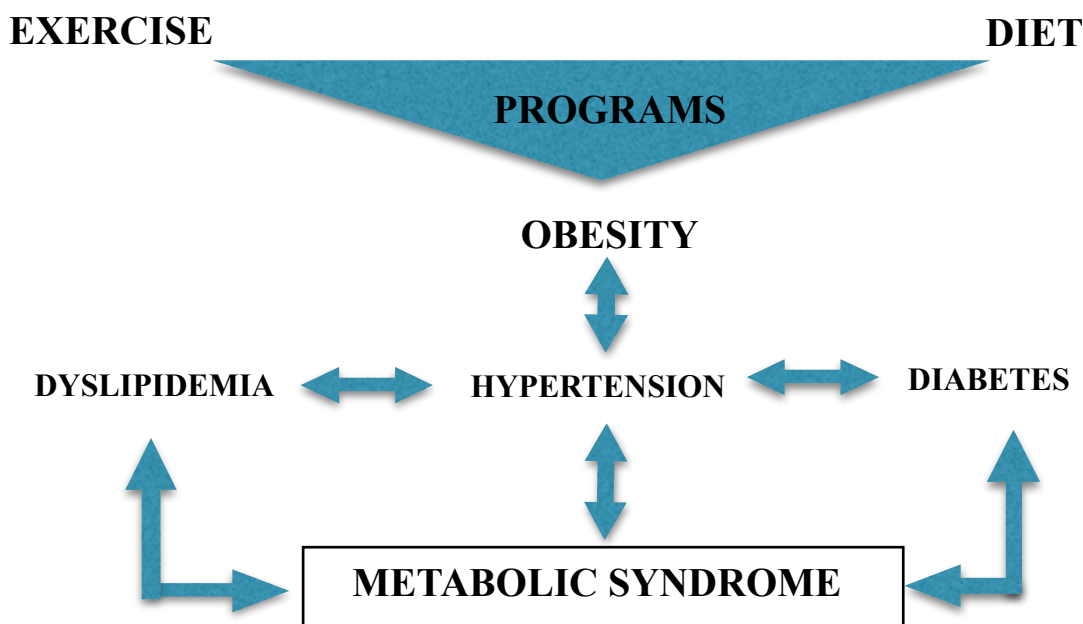 EXERCISE
DIET
PROGRAMS
OBESITY
DYSLIPIDEMIA
HYPERTENSION
DIABETES
METABOLIC SYNDROME